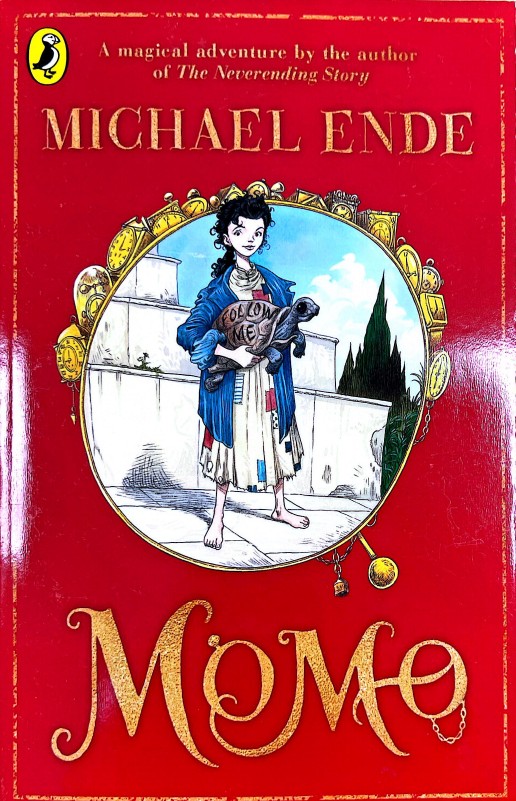 A magical adventure by the author
of The Neverending Story
MICHAEL ENDE
FOLLOW
ME
MOMO